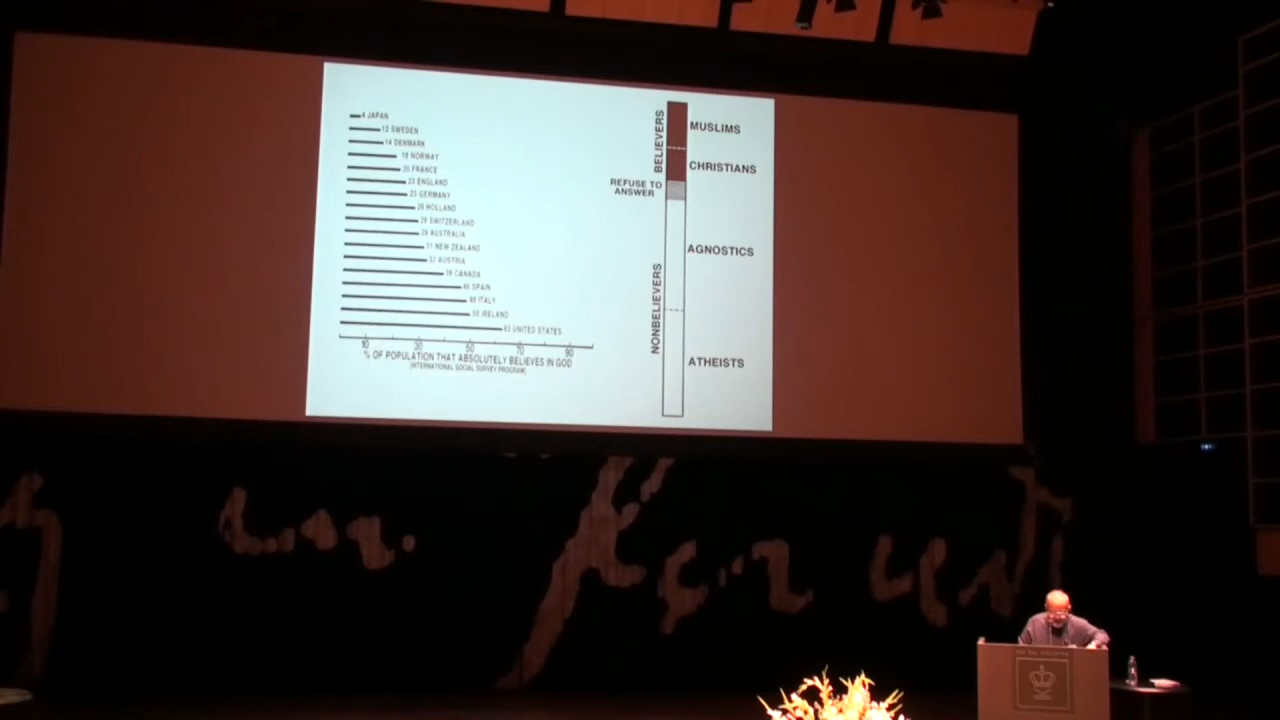 4 JAPAN
12 SWEDEN
14 DENMARK
18 NORWAY
20 FRANCE
23 ENGLAND
23 GERMANY
28 HOLLAND
28 SWITZERLAND
29 AUSTRALIA
31 NEW ZEALAND
32 AUSTRIA
39 CANADA
46 SPAIN
48 ITALY
50 IRELAND
63 UNITED STATES
10 30 50 70 90
% OF POPULATION THAT ABSOLUTELY BELIEVES IN GOD
(INTERNATIONAL SOCIAL SURVEY PROGRAM)
BELIEVERS
MUSLIMS
CHRISTIANS
REFUSE TO
ANSWER
NONBELIEVERS
AGNOSTICS
ATHEISTS